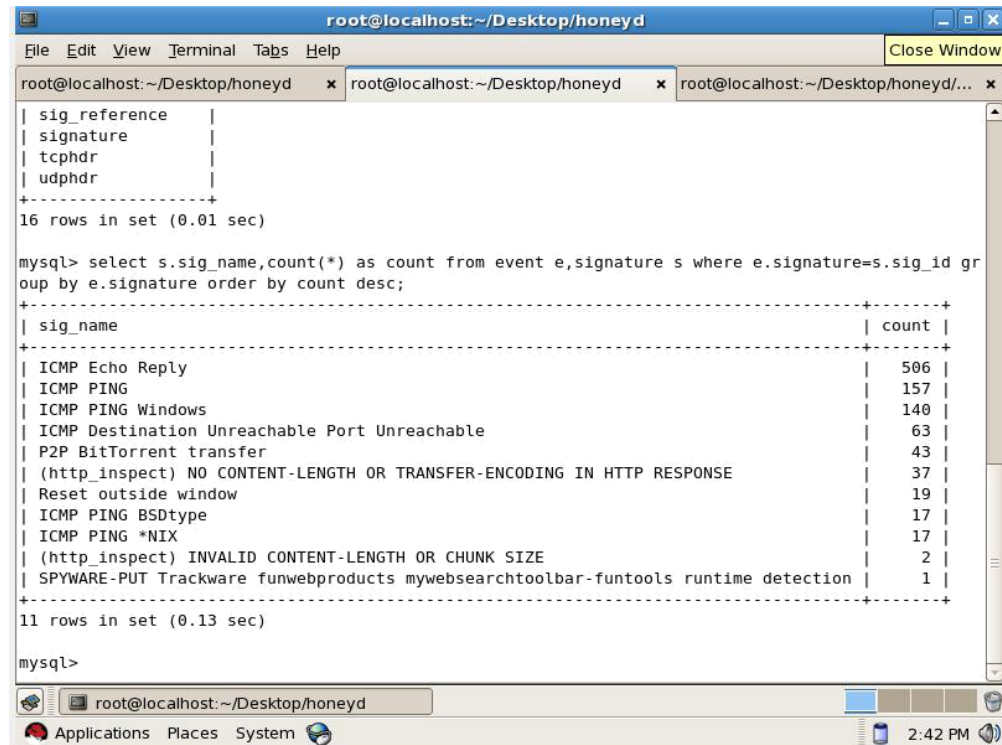 root@localhost:~/Desktop/honeyd
File Edit View Terminal Tabs Help
Close Window
root@localhost:~/Desktop/honeyd x root@localhost:~/Desktop/honeyd x root@localhost:~/Desktop/honeyd/... x
| sig_reference |
| signature |
| tcphdr |
| udphdr |
+------------------+
16 rows in set (0.01 sec)
mysql> select s.sig_name,count(*) as count from event e,signature s where e.signature=s.sig_id gr
oup by e.signature order by count desc;
+-----------------------------------------------------------------------------------+-------+
| sig_name | count |
+-----------------------------------------------------------------------------------+-------+
| ICMP Echo Reply | 506 |
| ICMP PING | 157 |
| ICMP PING Windows | 140 |
| ICMP Destination Unreachable Port Unreachable | 63 |
| P2P BitTorrent transfer | 43 |
| (http_inspect) NO CONTENT-LENGTH OR TRANSFER-ENCODING IN HTTP RESPONSE | 37 |
| Reset outside window | 19 |
| ICMP PING BSDtype | 17 |
| ICMP PING *NIX | 17 |
| (http_inspect) INVALID CONTENT-LENGTH OR CHUNK SIZE | 2 |
| SPYWARE-PUT Trackware funwebproducts mywebsearchtoolbar-funtools runtime detection | 1 |
+-----------------------------------------------------------------------------------+-------+
11 rows in set (0.13 sec)
mysql>
root@localhost:~/Desktop/honeyd
Applications Places System 2:42 PM